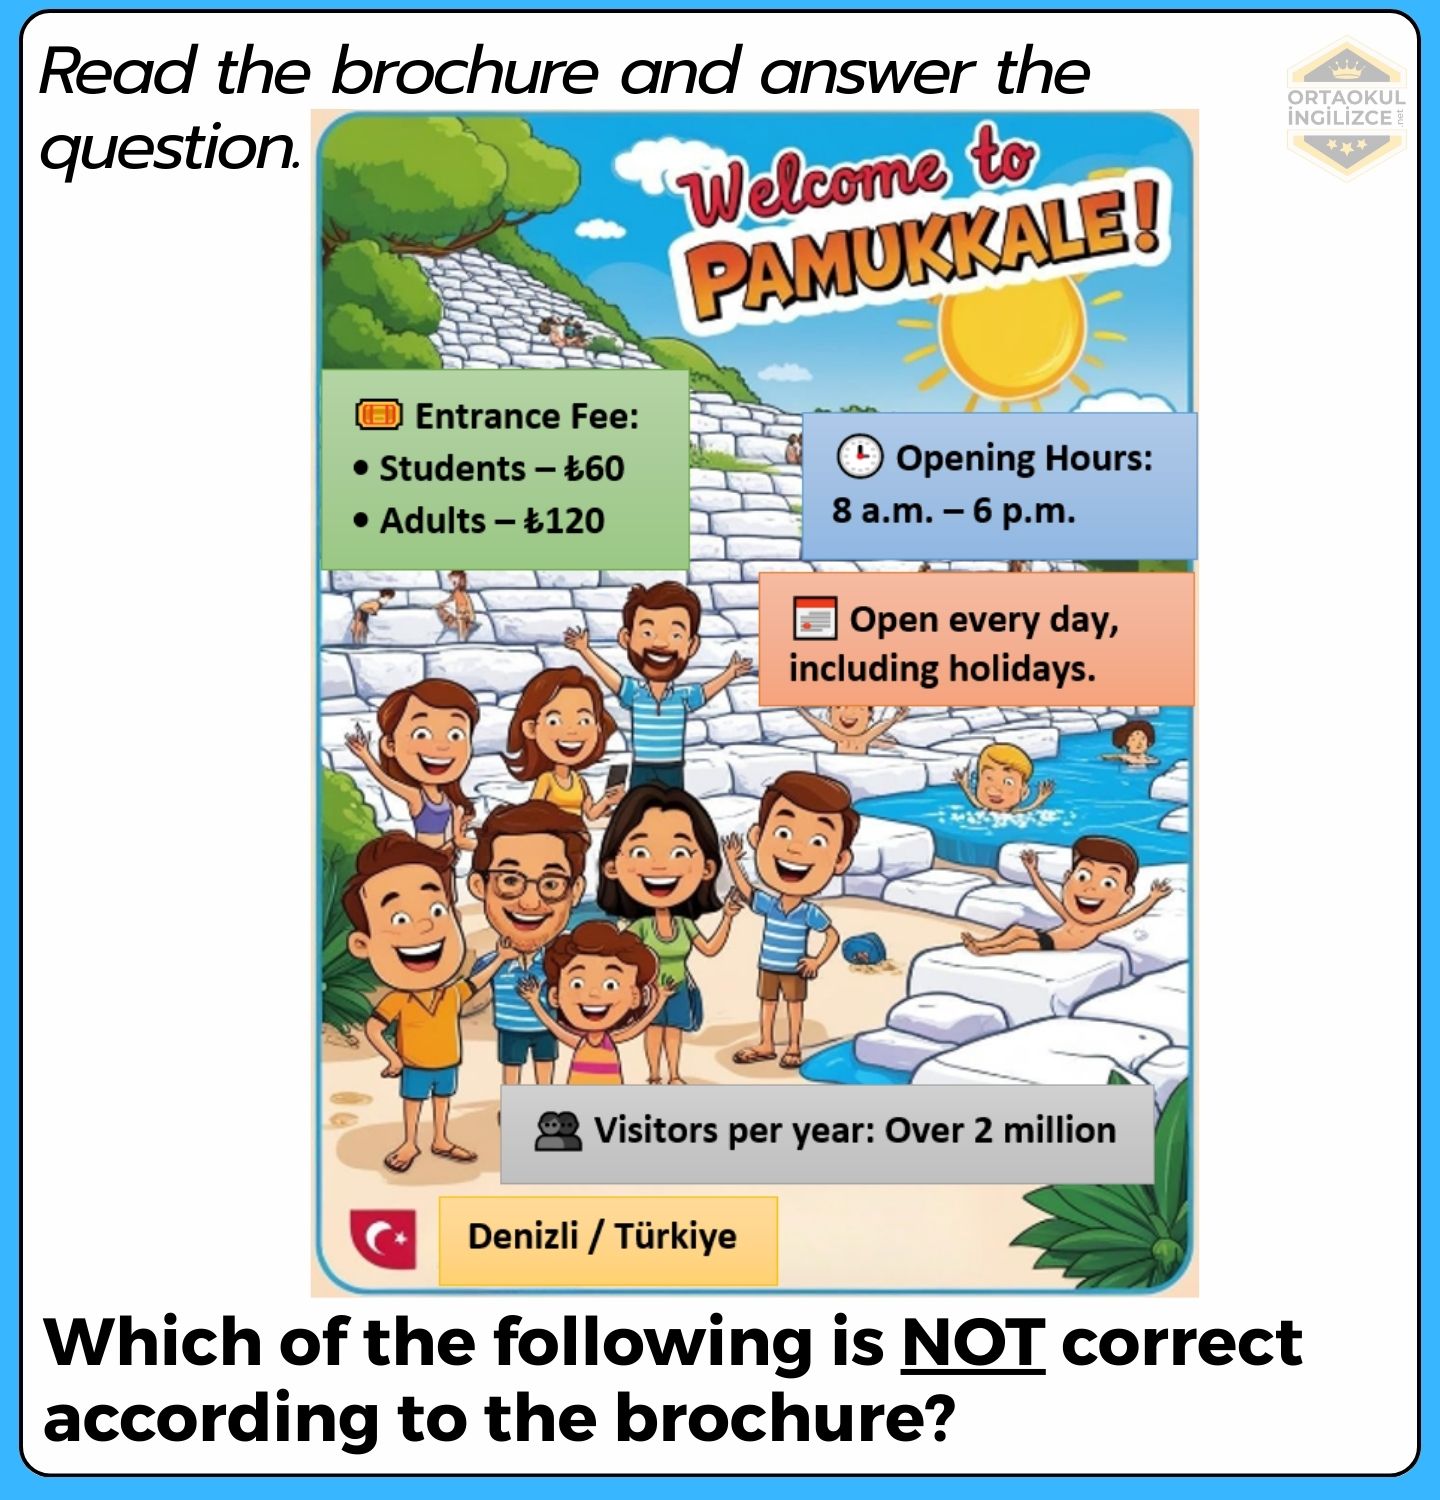 Read the brochure and answer the
question.
ORTAOKUL
İNGİLİZCE
.net
Welcome to
PAMUKKALE!
Entrance Fee:
• Students – ₺60
• Adults – ₺120
Opening Hours:
8 a.m. – 6 p.m.
Open every day,
including holidays.
Visitors per year: Over 2 million
Denizli / Türkiye
Which of the following is NOT correct
according to the brochure?